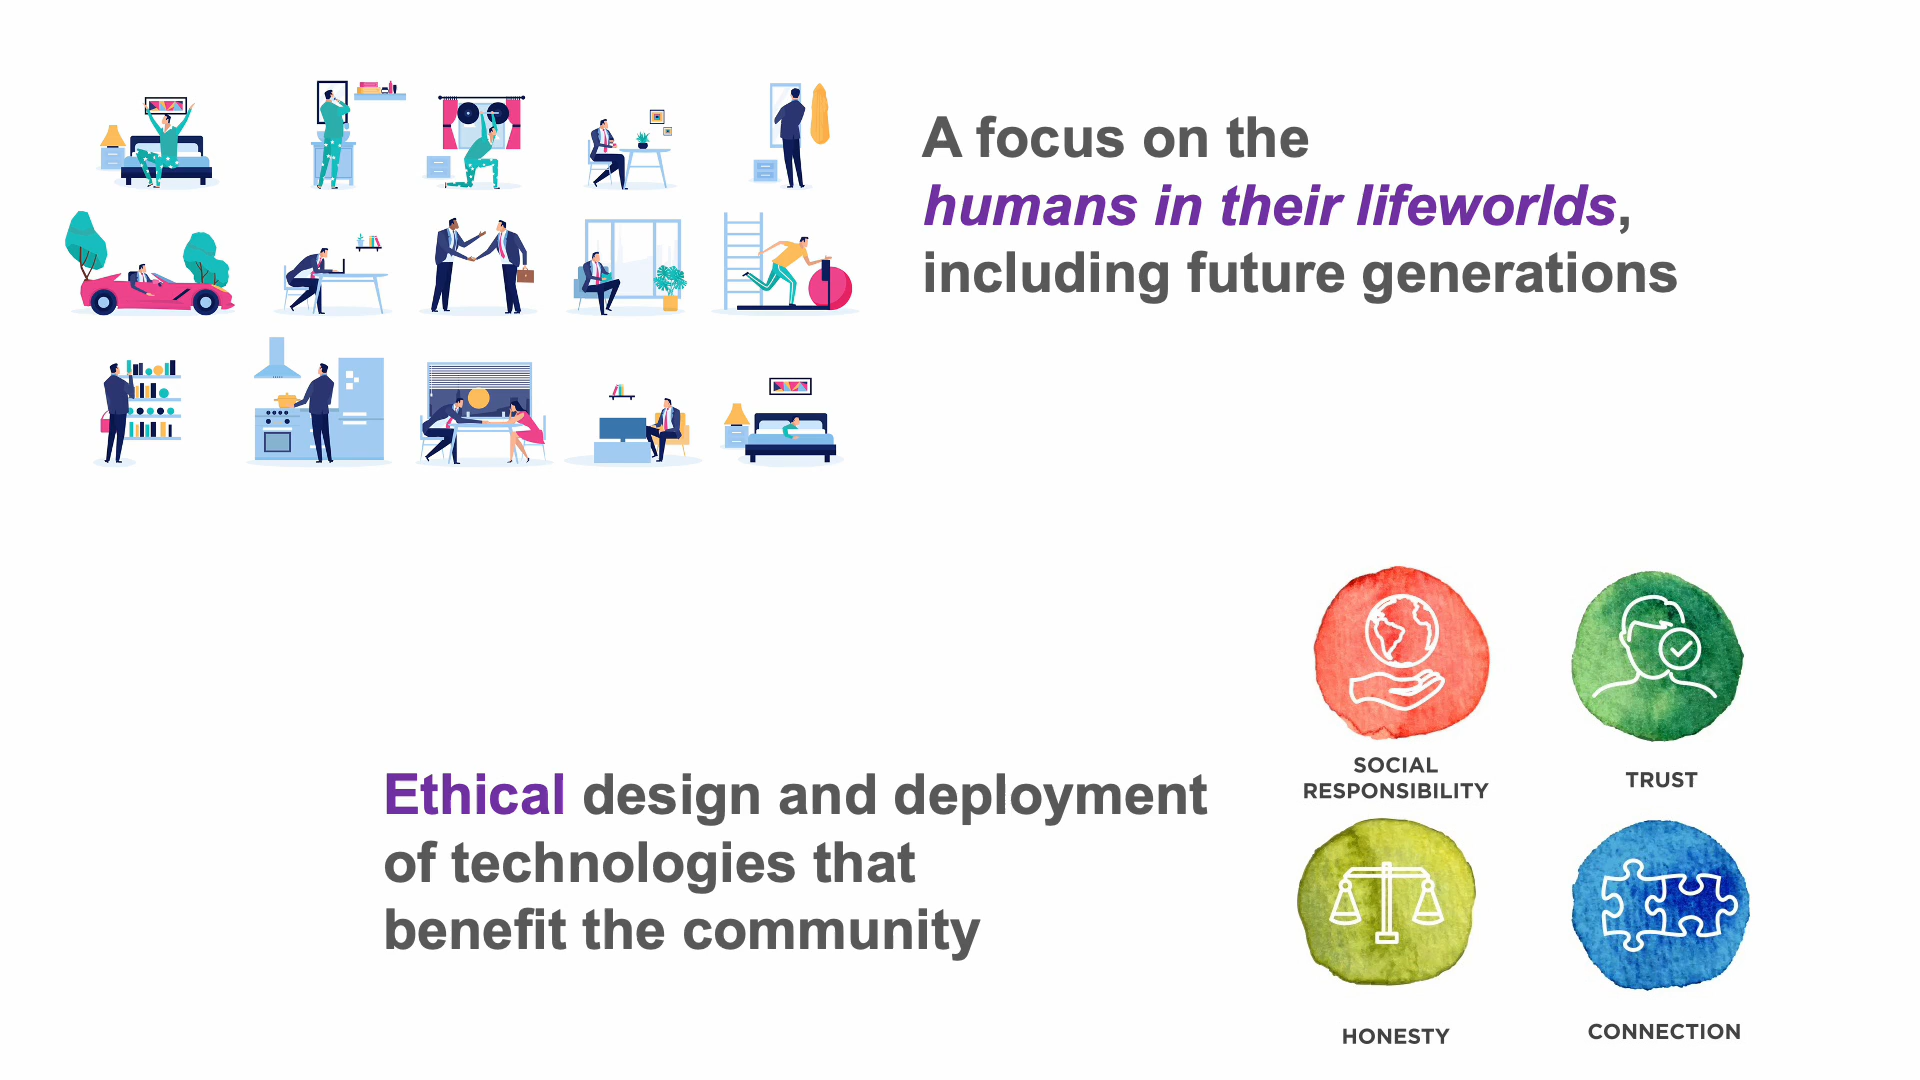 A focus on the
humans in their lifeworlds,
including future generations
Ethical design and deployment
of technologies that
benefit the community
SOCIAL
RESPONSIBILITY
TRUST
HONESTY
CONNECTION